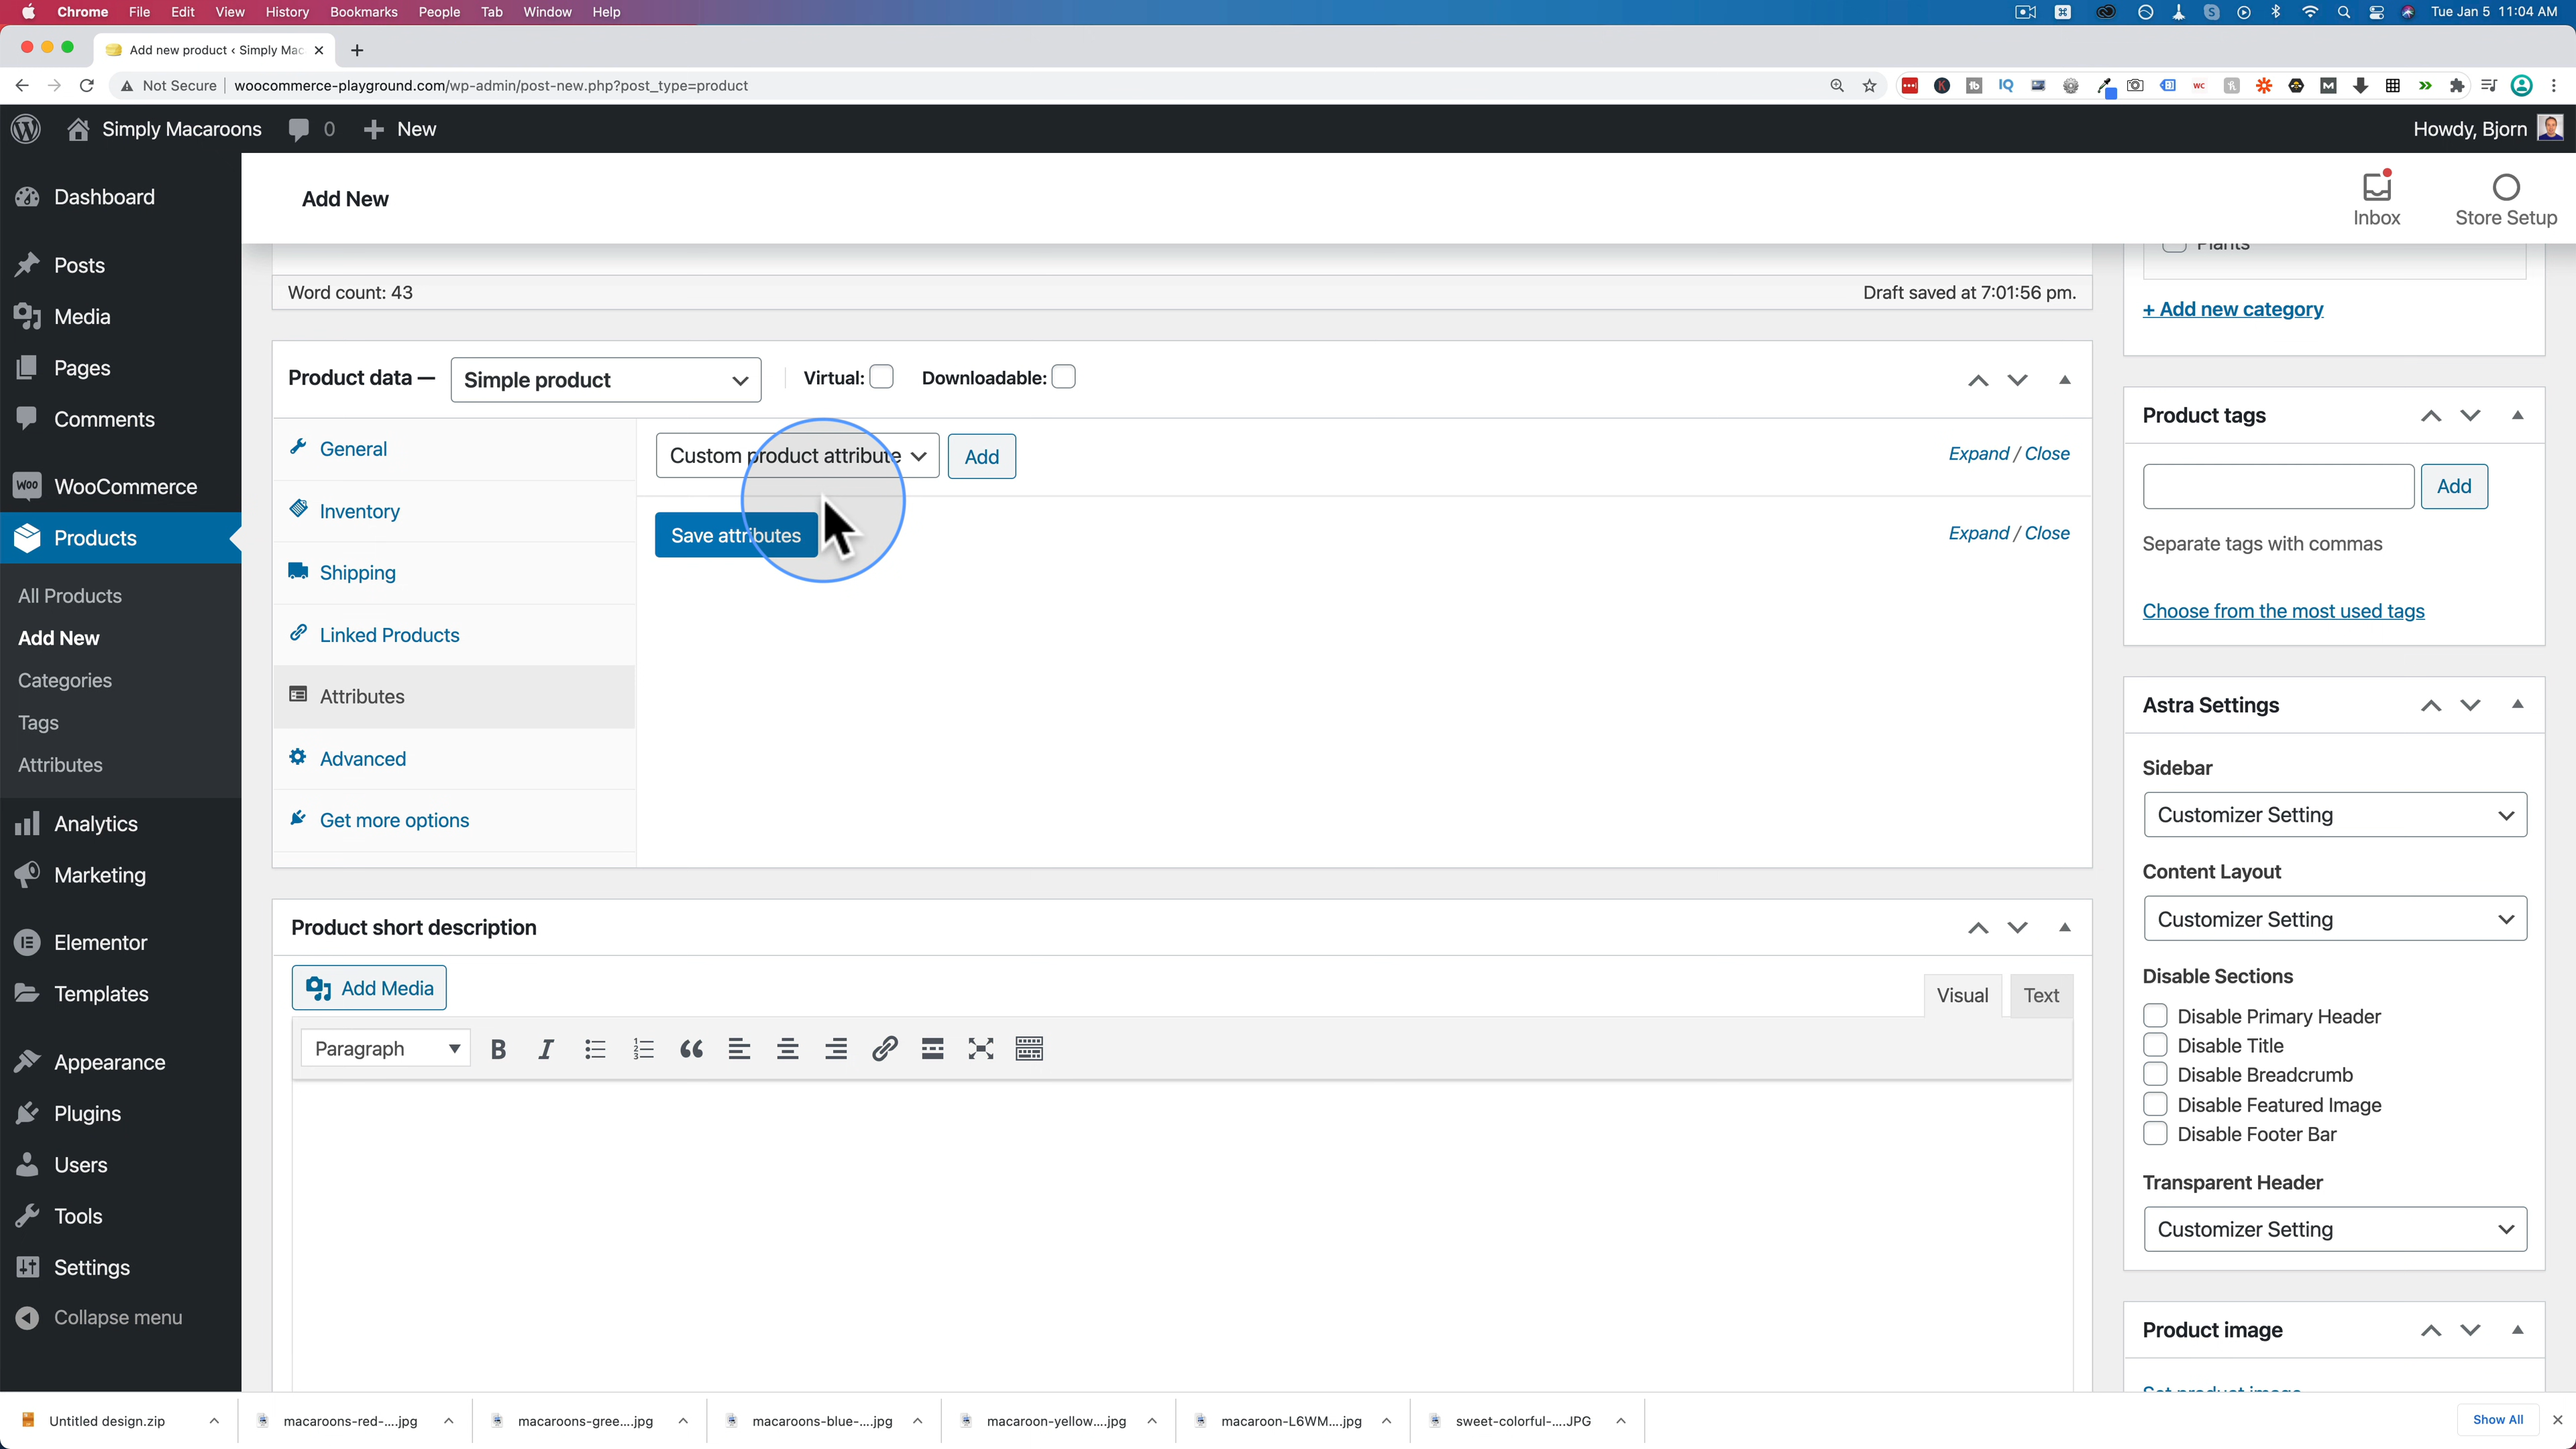 Chrome File Edit View History Bookmarks People Tab Window Help
Tue Jan 5 11:04 AM
Add new product ‹ Simply Mac
Not Secure woocommerce-playground.com/wp-admin/post-new.php?post_type=product
Simply Macaroons 0 New
Howdy, Bjorn
Add New
Inbox
Store Setup
Dashboard
Posts
Media
Pages
Comments
WooCommerce
Products
All Products
Add New
Categories
Tags
Attributes
Analytics
Marketing
Elementor
Templates
Appearance
Plugins
Users
Tools
Settings
Collapse menu
Word count: 43
Draft saved at 7:01:56 pm.
Product data — Simple product Virtual: Downloadable:
General
Inventory
Shipping
Linked Products
Attributes
Advanced
Get more options
Custom product attribute Add
Expand / Close
Save attributes
Expand / Close
Product short description
Add Media
Visual Text
Paragraph
Plants
+ Add new category
Product tags
Add
Separate tags with commas
Choose from the most used tags
Astra Settings
Sidebar
Customizer Setting
Content Layout
Customizer Setting
Disable Sections
Disable Primary Header
Disable Title
Disable Breadcrumb
Disable Featured Image
Disable Footer Bar
Transparent Header
Customizer Setting
Product image
Set product image
Untitled design.zip
macaroons-red-....jpg
macaroons-gree....jpg
macaroons-blue-....jpg
macaroon-yellow....jpg
macaroon-L6WM....jpg
sweet-colorful-....JPG
Show All